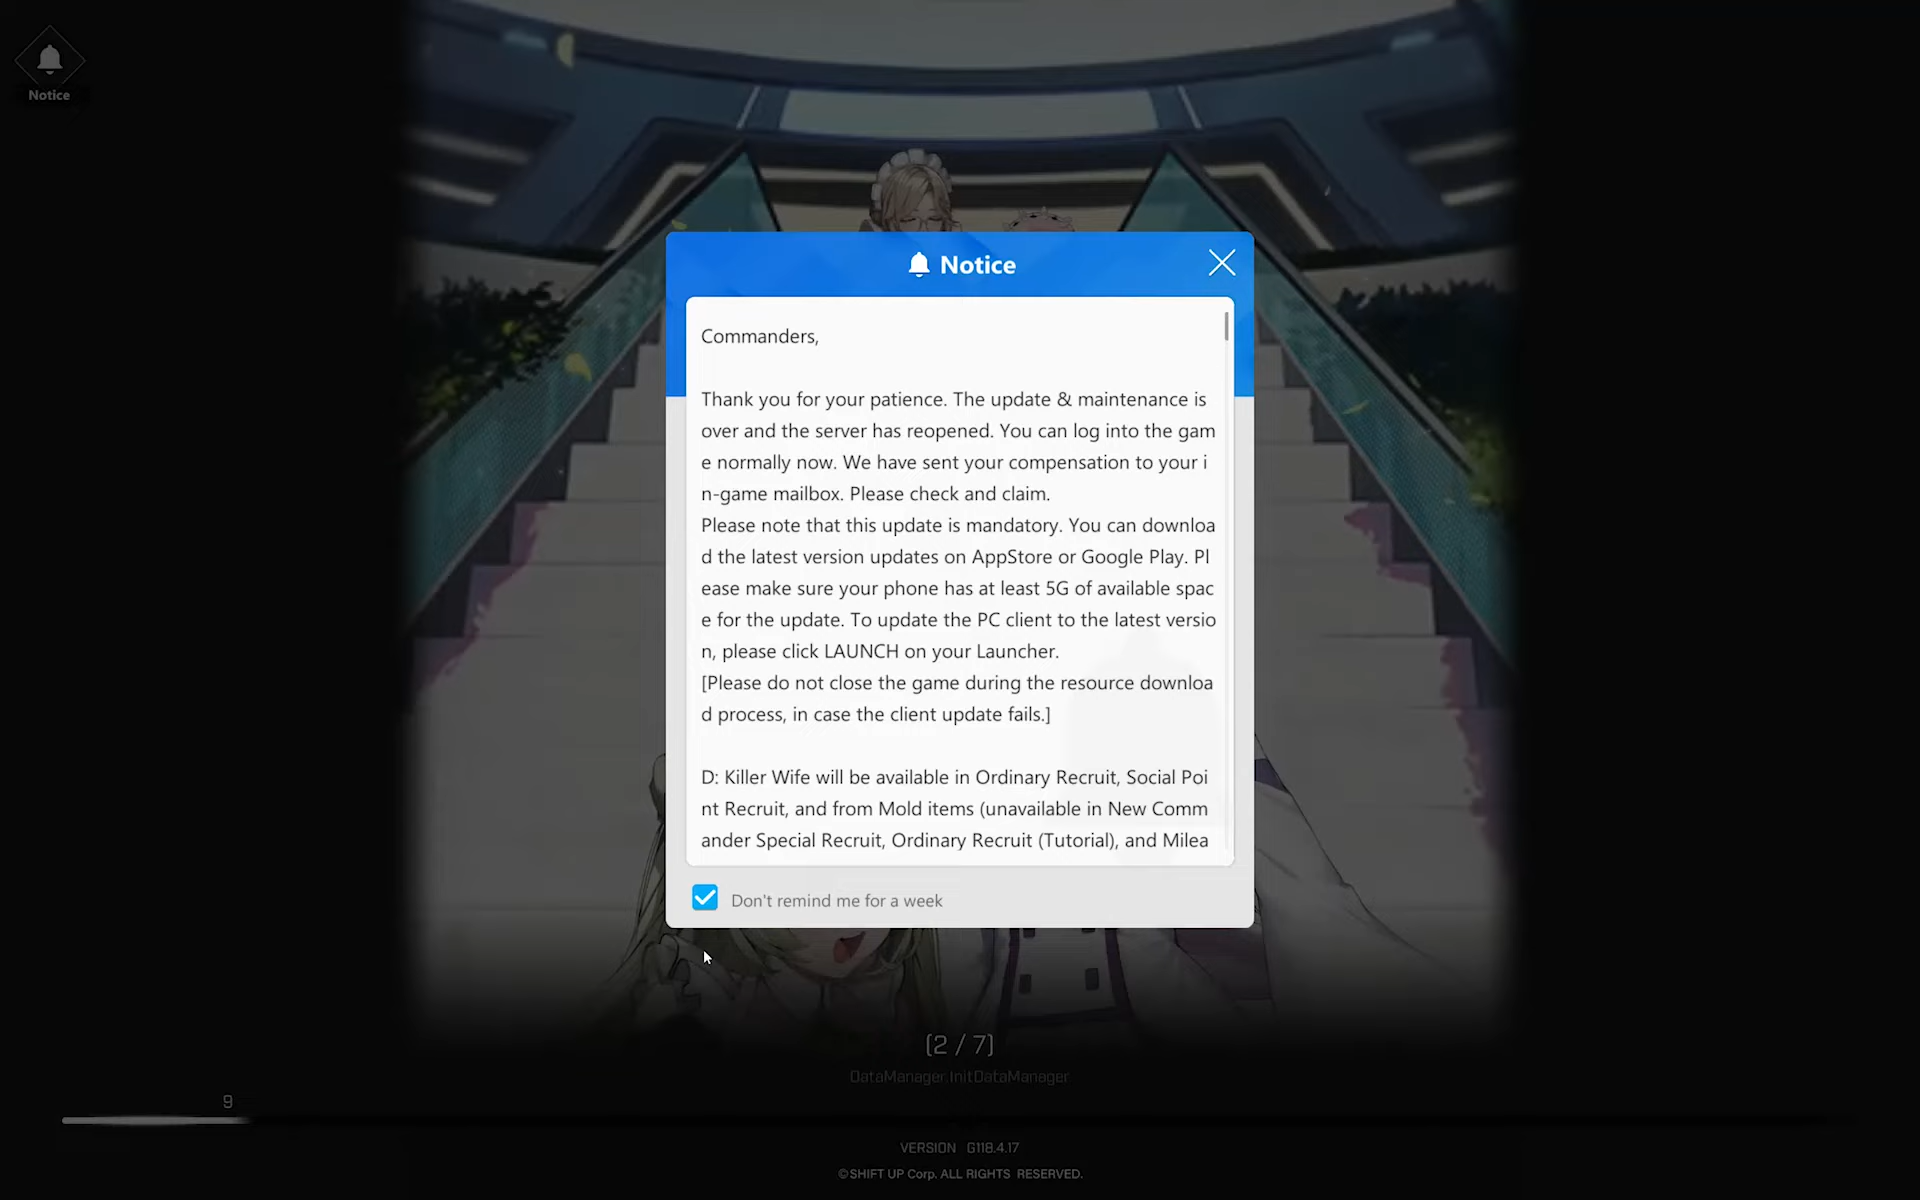 Notice
Notice
Commanders,
Thank you for your patience. The update & maintenance is
over and the server has reopened. You can log into the gam
e normally now. We have sent your compensation to your i
n-game mailbox. Please check and claim.
Please note that this update is mandatory. You can downloa
d the latest version updates on AppStore or Google Play. Pl
ease make sure your phone has at least 5G of available spac
e for the update. To update the PC client to the latest versio
n, please click LAUNCH on your Launcher.
[Please do not close the game during the resource downloa
d process, in case the client update fails.]
D: Killer Wife will be available in Ordinary Recruit, Social Poi
nt Recruit, and from Mold items (unavailable in New Comm
ander Special Recruit, Ordinary Recruit (Tutorial), and Milea
Don't remind me for a week
(2 / 7)
DataManager.InitDataManager
9
VERSION G118.4.17
©SHIFT UP Corp. ALL RIGHTS RESERVED.